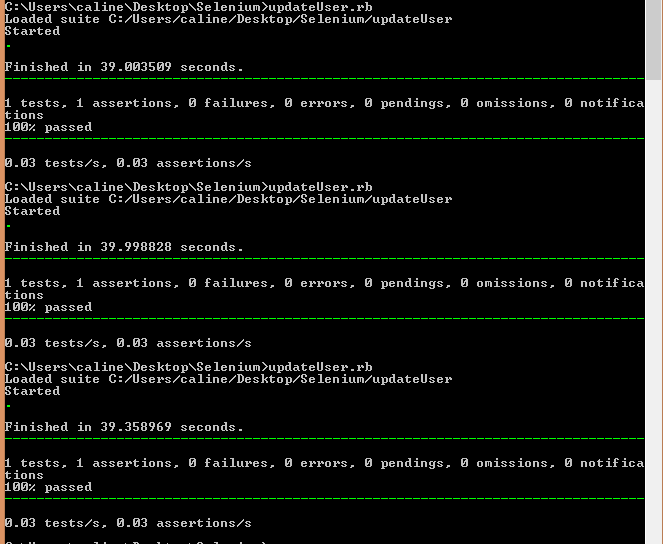 C:\Users\caline\Desktop\Selenium>updateUser.rb
Loaded suite C:/Users/caline/Desktop/Selenium/updateUser
Started
.
Finished in 39.003509 seconds.
1 tests, 1 assertions, 0 failures, 0 errors, 0 pendings, 0 omissions, 0 notifica
tions
100% passed
0.03 tests/s, 0.03 assertions/s
C:\Users\caline\Desktop\Selenium>updateUser.rb
Loaded suite C:/Users/caline/Desktop/Selenium/updateUser
Started
.
Finished in 39.998828 seconds.
1 tests, 1 assertions, 0 failures, 0 errors, 0 pendings, 0 omissions, 0 notifica
tions
100% passed
0.03 tests/s, 0.03 assertions/s
C:\Users\caline\Desktop\Selenium>updateUser.rb
Loaded suite C:/Users/caline/Desktop/Selenium/updateUser
Started
.
Finished in 39.358969 seconds.
1 tests, 1 assertions, 0 failures, 0 errors, 0 pendings, 0 omissions, 0 notifica
tions
100% passed
0.03 tests/s, 0.03 assertions/s